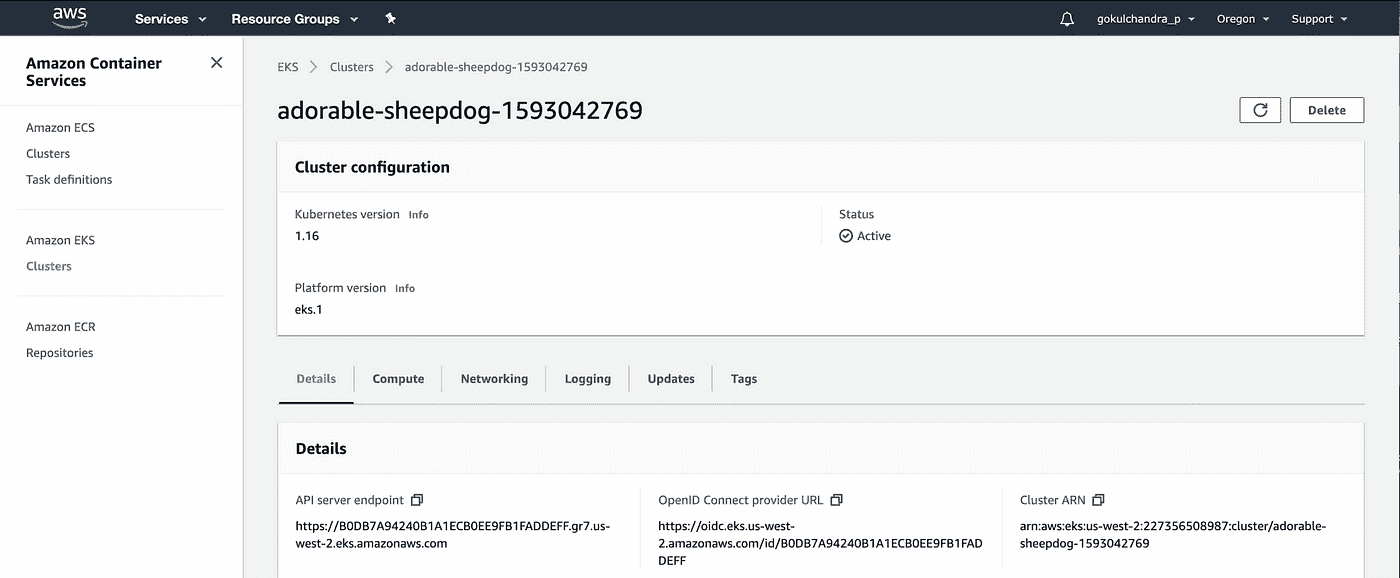 aws Services Resource Groups gokulchandra_p Oregon Support
Amazon Container
Services
Amazon ECS
Clusters
Task definitions
Amazon EKS
Clusters
Amazon ECR
Repositories
EKS Clusters adorable-sheepdog-1593042769
adorable-sheepdog-1593042769
Delete
Cluster configuration
Kubernetes version Info
1.16
Status
Active
Platform version Info
eks.1
Details Compute Networking Logging Updates Tags
Details
API server endpoint
https://B0DB7A94240B1A1ECB0EE9FB1FADDEFF.gr7.us-
west-2.eks.amazonaws.com
OpenID Connect provider URL
https://oidc.eks.us-west-
2.amazonaws.com/id/B0DB7A94240B1A1ECB0EE9FB1FAD
DEFF
Cluster ARN
arn:aws:eks:us-west-2:227356508987:cluster/adorable-
sheepdog-1593042769